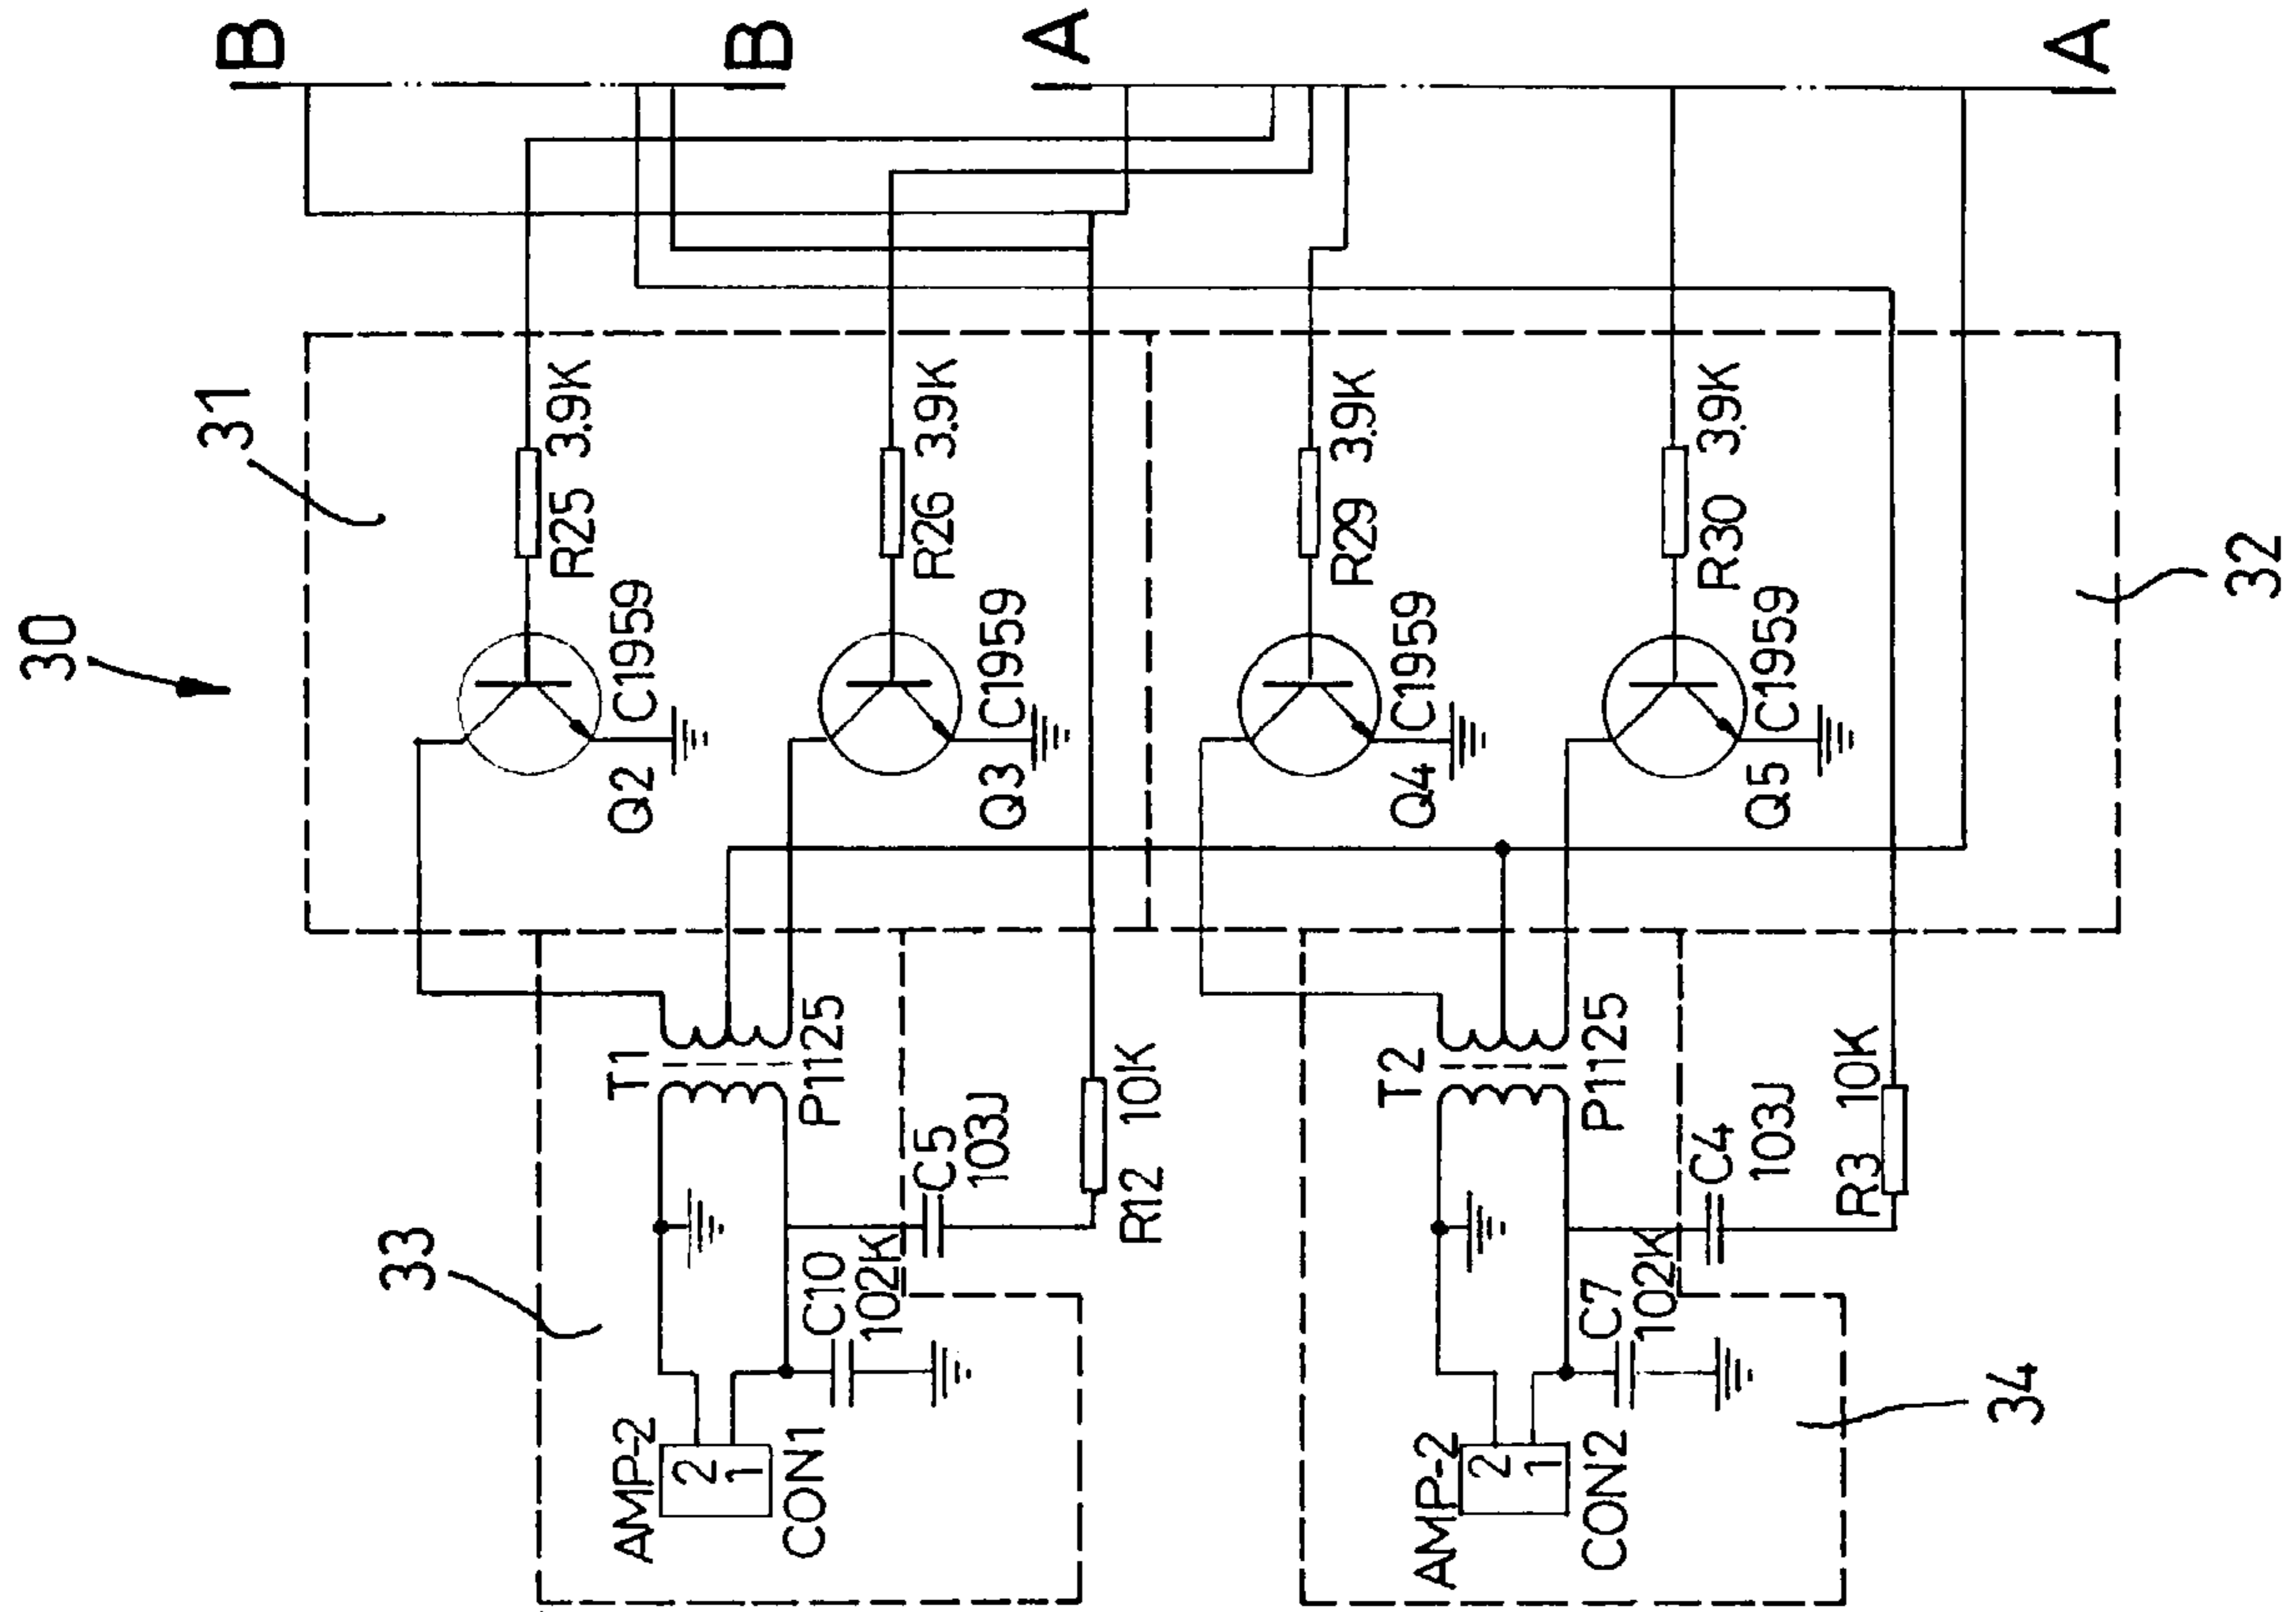 B
B
A
A
30
31
R25 3.9K
R26 3.9K
R29 3.9K
R30 3.9K
32
Q2 C1959
Q3 C1959
Q4 C1959
Q5 C1959
33
T1
P1125
C5
103J
R12 10K
C10
102K
AMP-2
2
1
CON1
T2
P1125
C4
103J
R3 10K
C7
102K
AMP-2
2
1
CON2
34